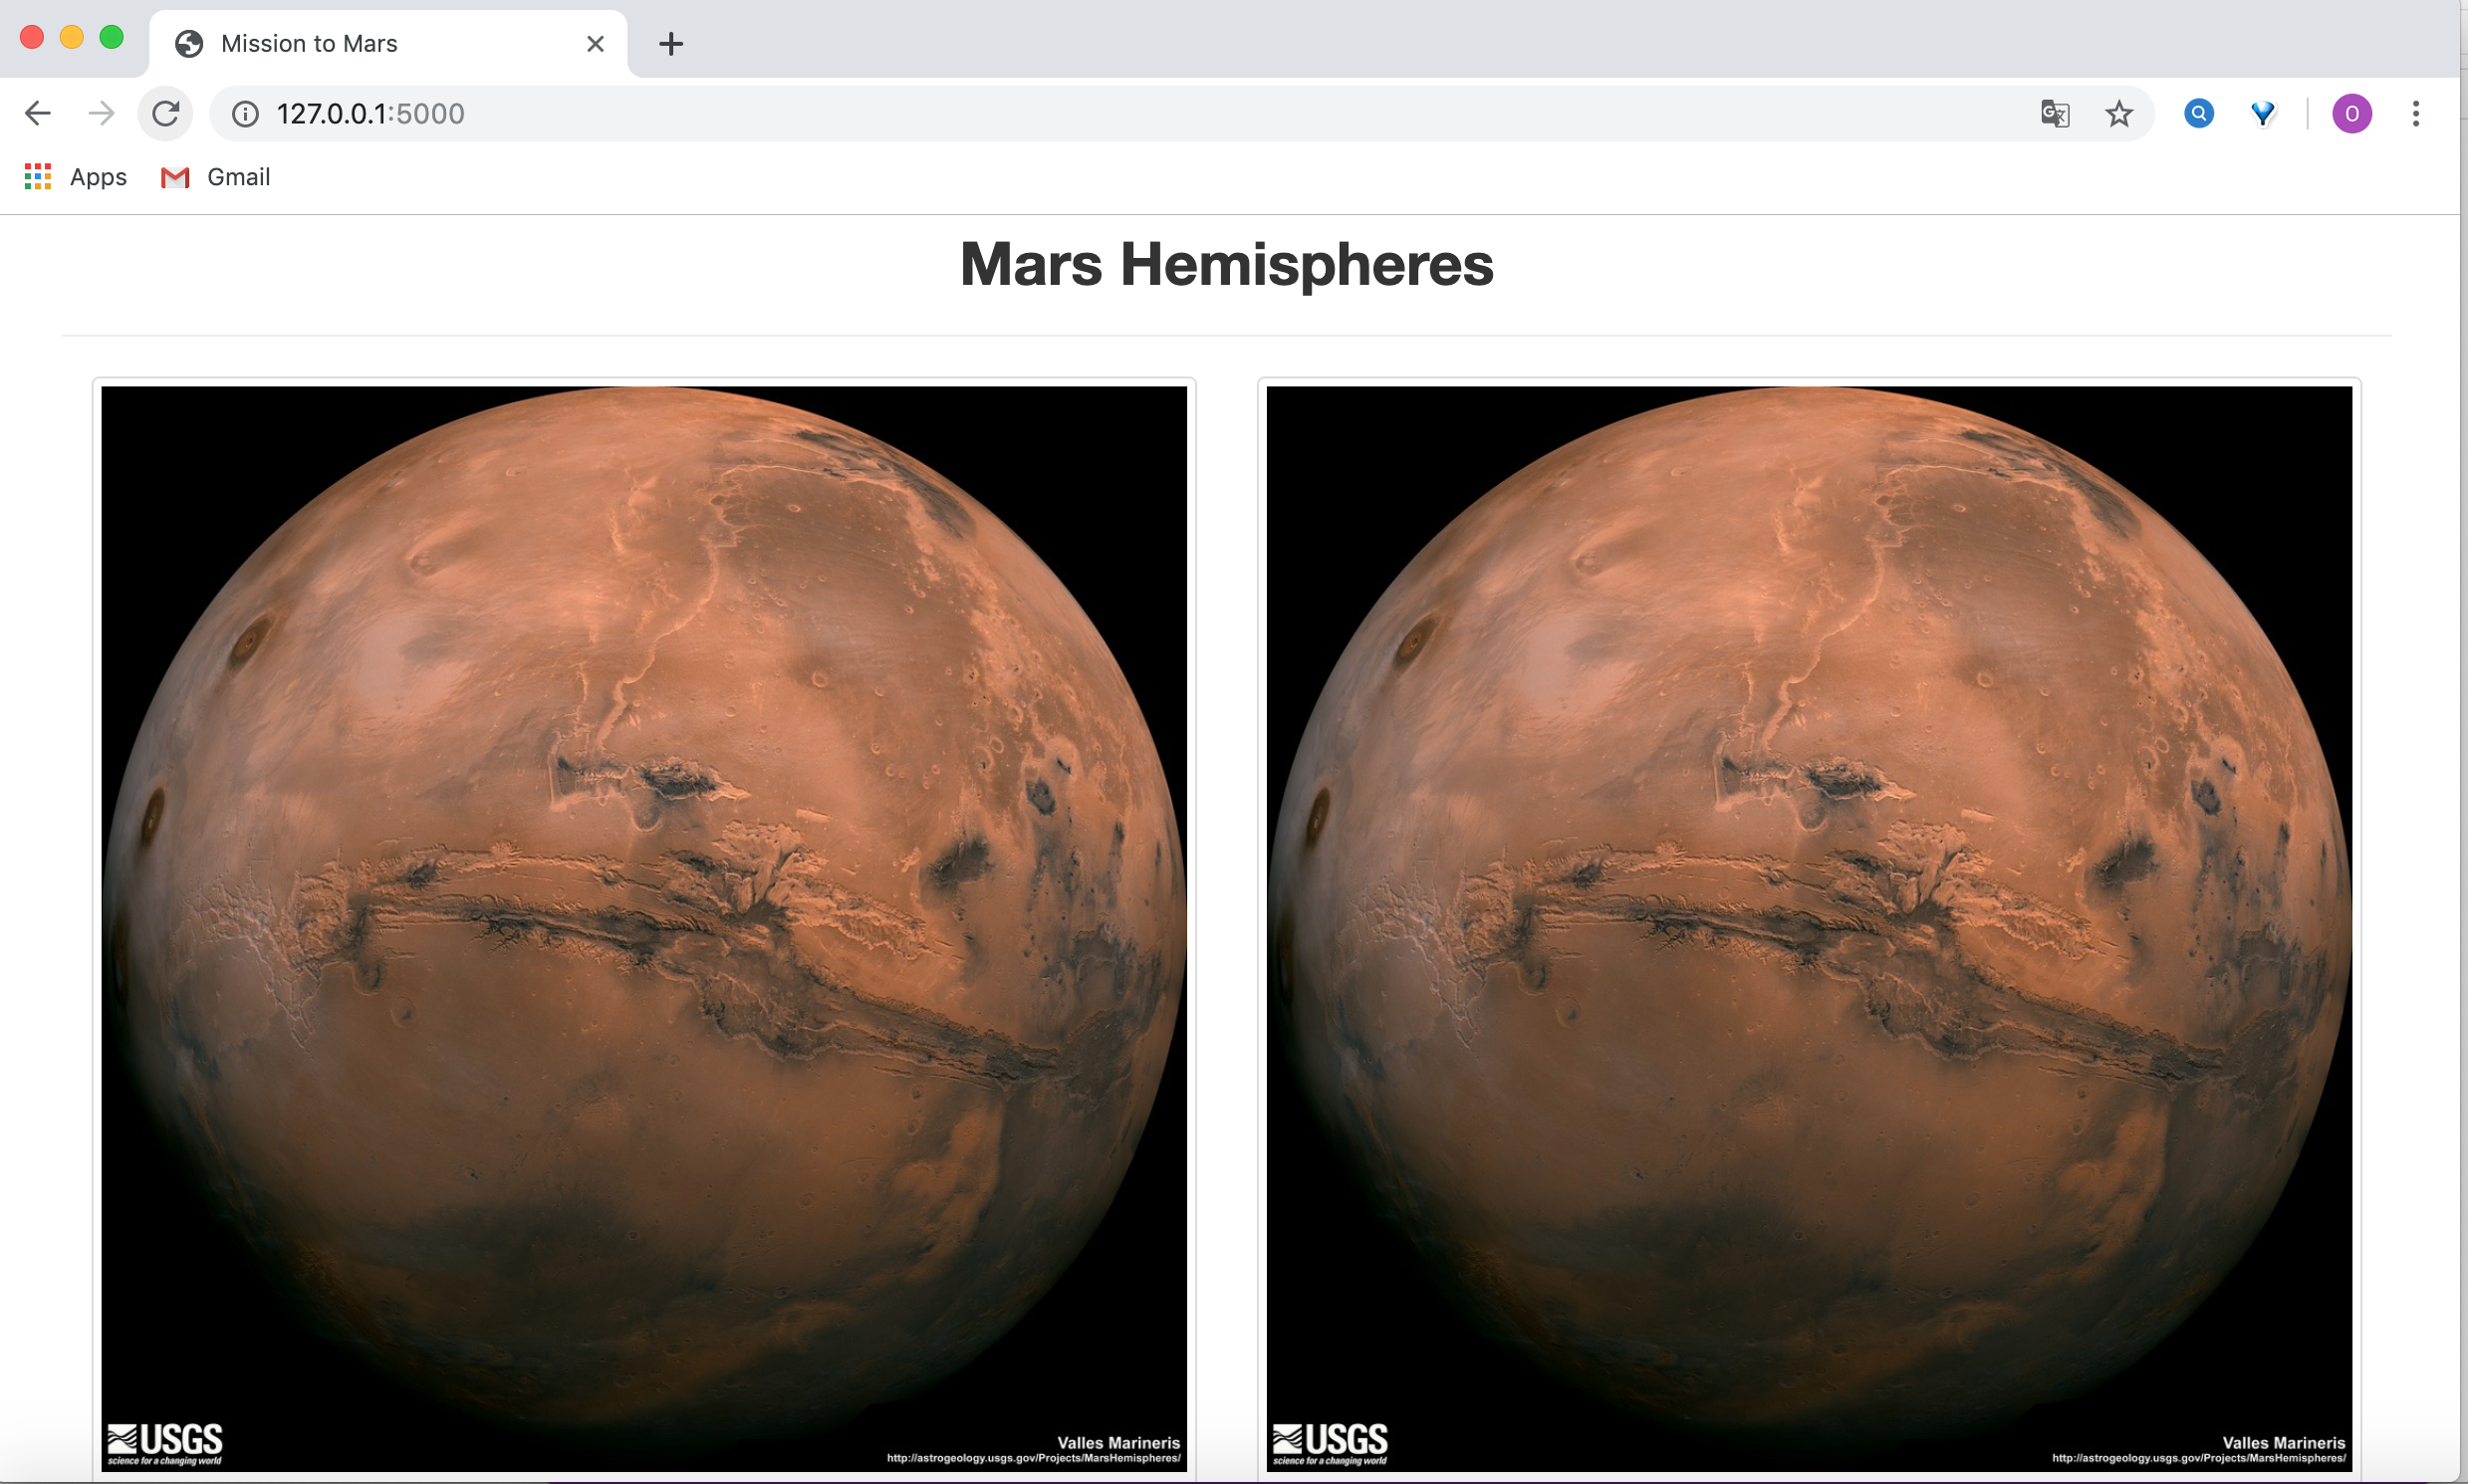 Mission to Mars
127.0.0.1:5000
O
Apps
Gmail
Mars Hemispheres
USGS
science for a changing world
Valles Marineris
http://astrogeology.usgs.gov/Projects/MarsHemispheres/
USGS
science for a changing world
Valles Marineris
http://astrogeology.usgs.gov/Projects/MarsHemispheres/